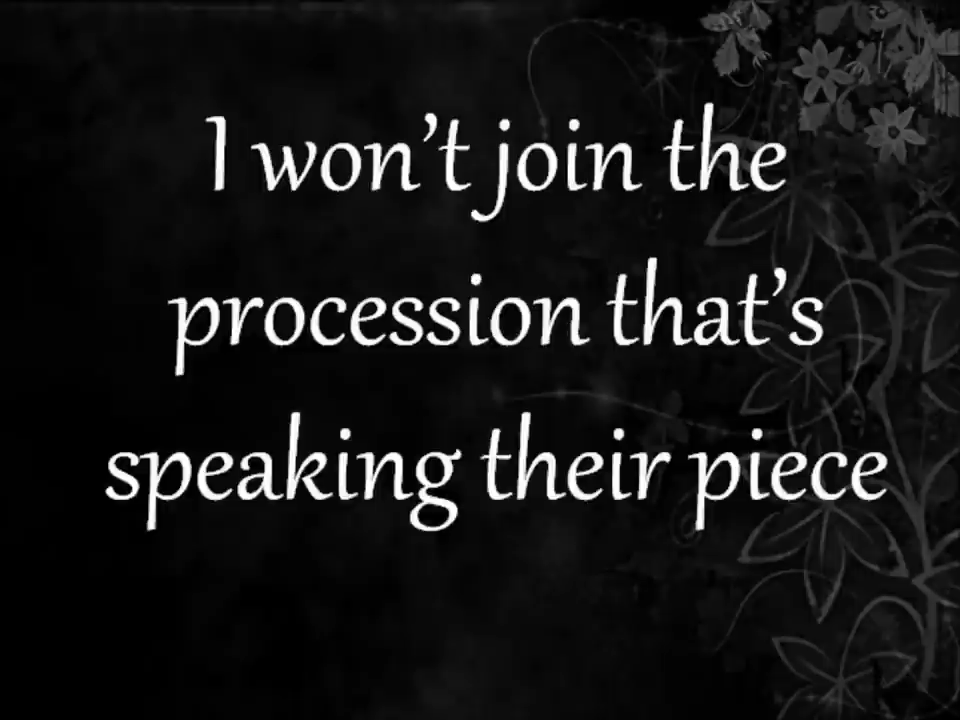 I won’t join the
procession that’s
speaking their piece